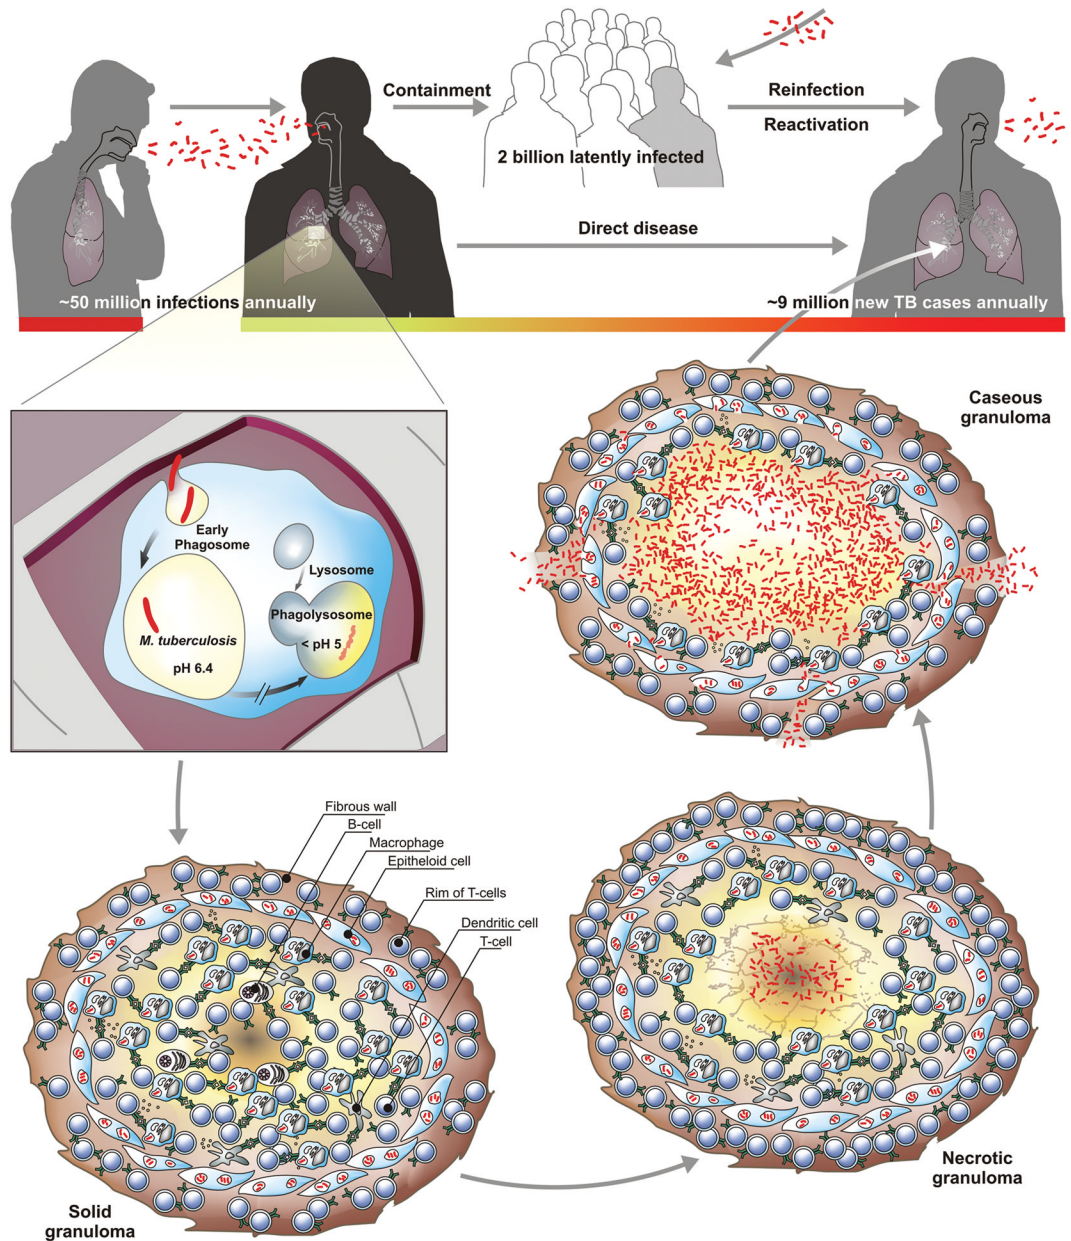 Containment
Reinfection
Reactivation
2 billion latently infected
Direct disease
~50 million infections annually
~9 million new TB cases annually
Caseous
granuloma
Early
Phagosome
Lysosome
Phagolysosome
< pH 5
M. tuberculosis
pH 6.4
Fibrous wall
B-cell
Macrophage
Epitheloid cell
Rim of T-cells
Dendritic cell
T-cell
Necrotic
granuloma
Solid
granuloma